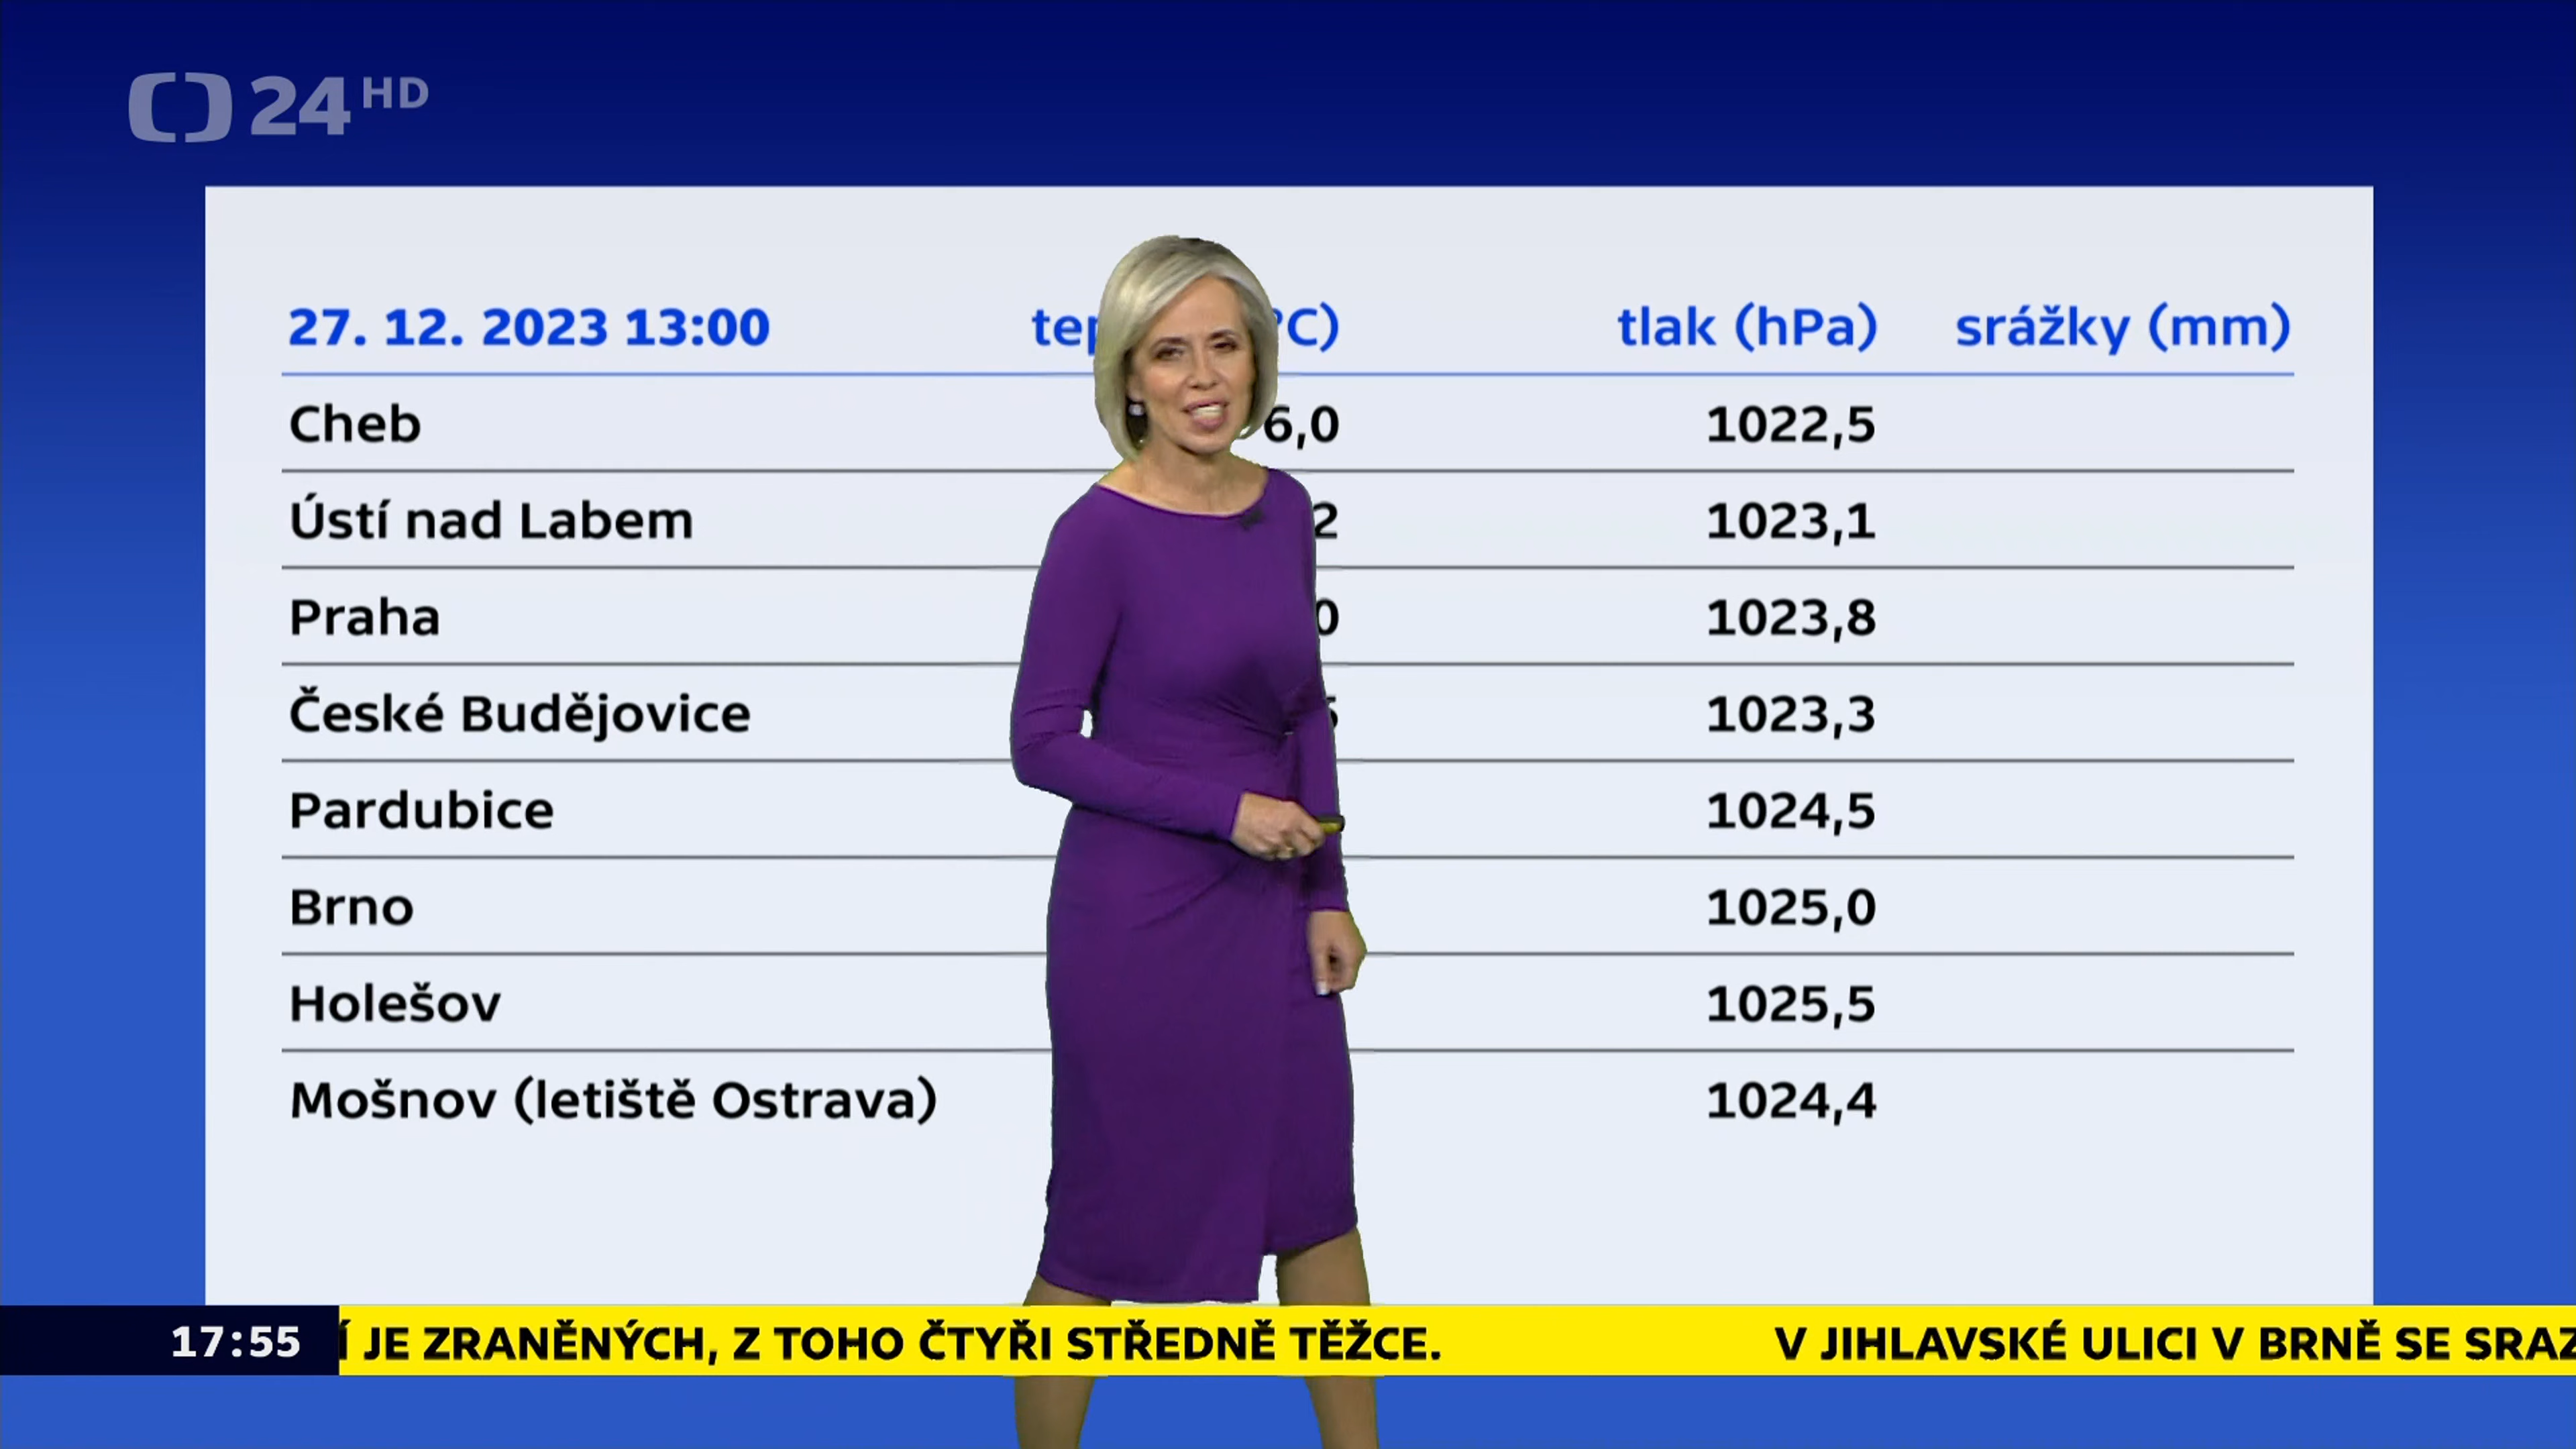 24 HD
27. 12. 2023 13:00 tlak (hPa) srážky (mm)
Cheb 6,0 1022,5
Ústí nad Labem 1023,1
Praha 1023,8
České Budějovice 1023,3
Pardubice 1024,5
Brno 1025,0
Holešov 1025,5
Mošnov (letiště Ostrava) 1024,4
17:55 JE ZRANĚNÝCH, Z TOHO ČTYŘI STŘEDNĚ TĚŽCE. V JIHLAVSKÉ ULICI V BRNĚ SE